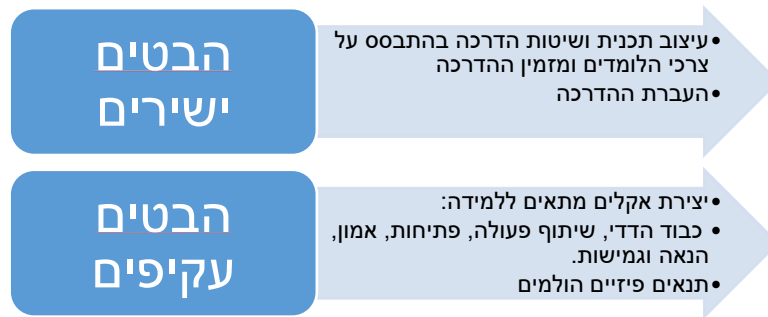 הבטים
ישירים
•עיצוב תכנית ושיטות הדרכה בהתבסס על
צרכי הלומדים ומזמין ההדרכה
•העברת ההדרכה
הבטים
עקיפים
•יצירת אקלים מתאים ללמידה:
• כבוד הדדי, שיתוף פעולה, פתיחות, אמון,
הנאה וגמישות.
•תנאים פיזיים הולמים